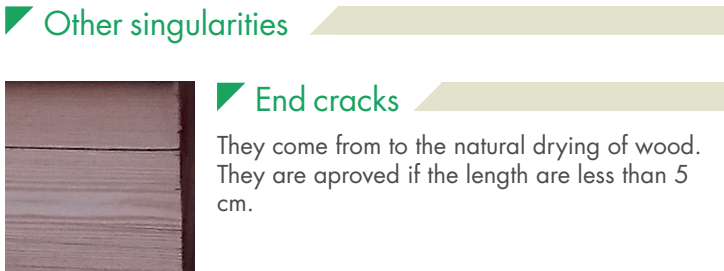 Other singularities
End cracks
They come from to the natural drying of wood.
They are aproved if the length are less than 5
cm.